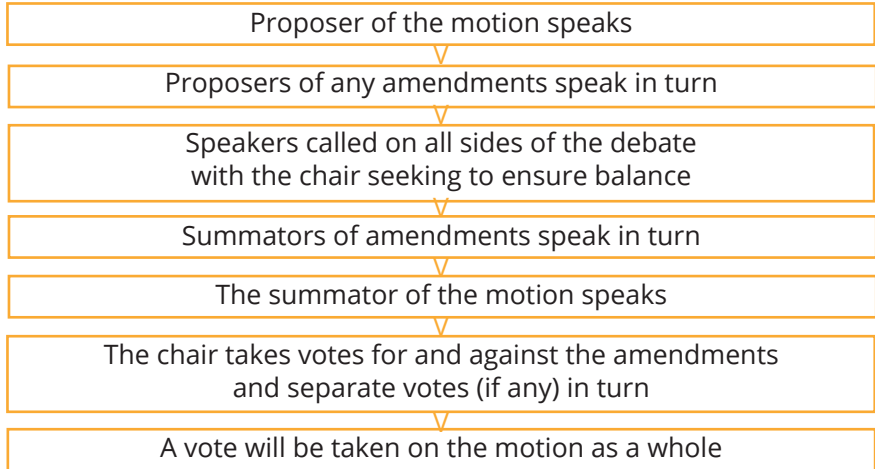 Proposer of the motion speaks
Proposers of any amendments speak in turn
Speakers called on all sides of the debate
with the chair seeking to ensure balance
Summators of amendments speak in turn
The summator of the motion speaks
The chair takes votes for and against the amendments
and separate votes (if any) in turn
A vote will be taken on the motion as a whole